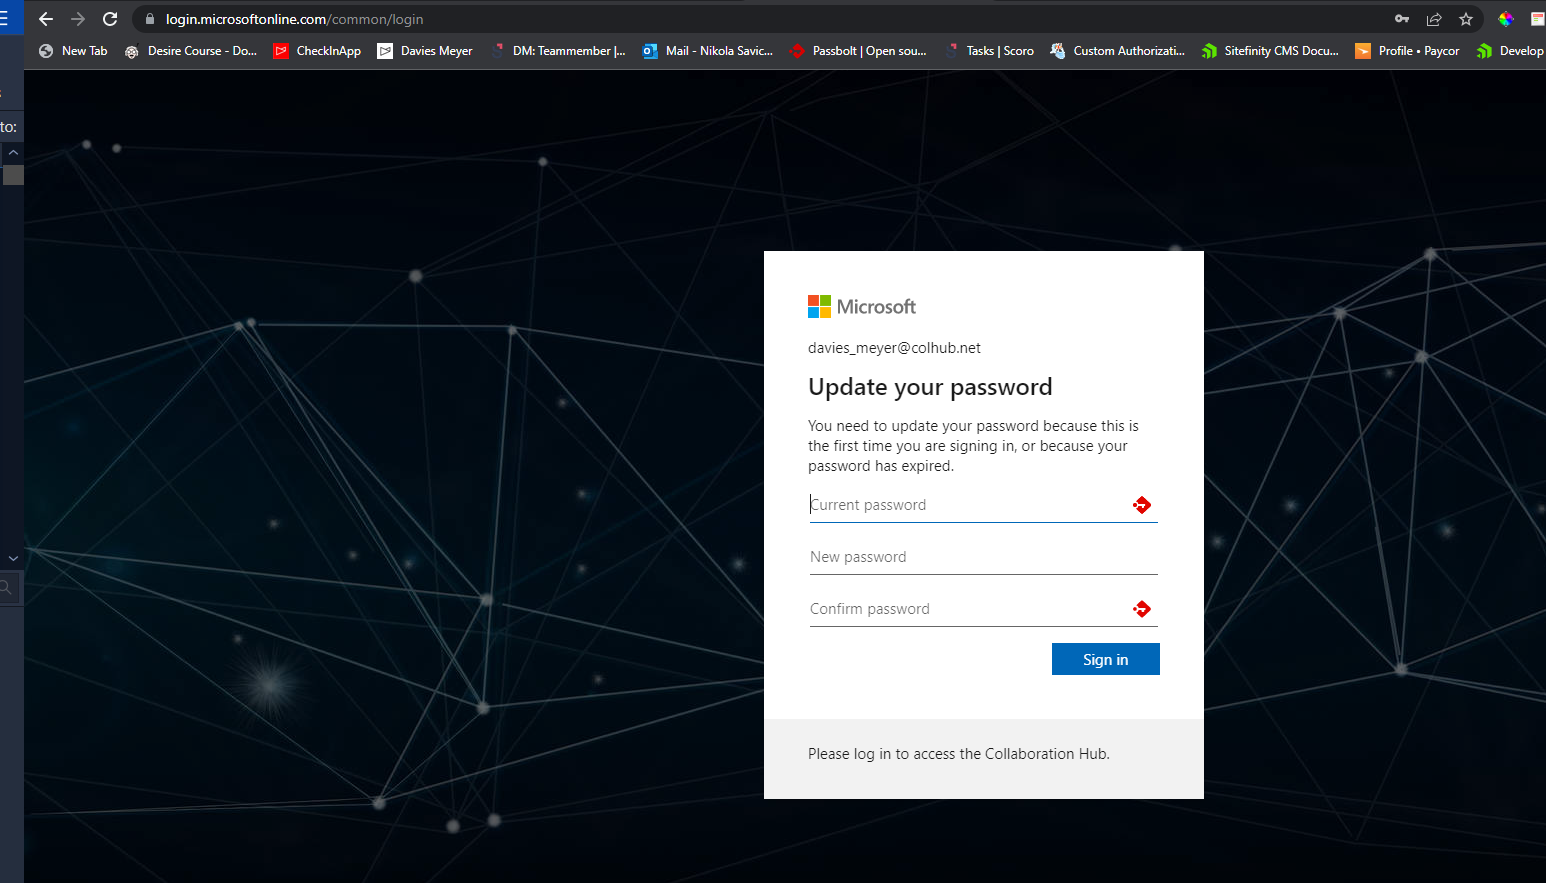 login.microsoftonline.com/common/login
New Tab Desire Course - Do... CheckInApp Davies Meyer DM: Teammember |... Mail - Nikola Savic... Passbolt | Open sou... Tasks | Scoro Custom Authorizati... Sitefinity CMS Docu... Profile • Paycor Develop
to:
Microsoft
davies_meyer@colhub.net
Update your password
You need to update your password because this is
the first time you are signing in, or because your
password has expired.
Current password
New password
Confirm password
Sign in
Please log in to access the Collaboration Hub.